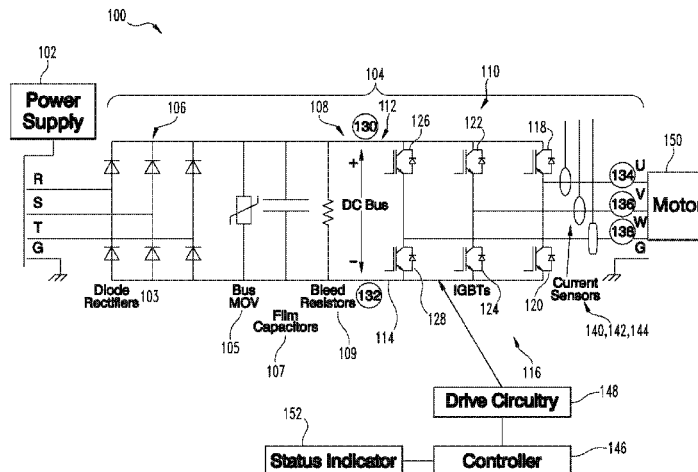 100
102
Power
Supply
104
106
108
130
112
126
110
122
118
150
R
S
T
G
+
DC Bus
−
134 U
136 V
138 W
G
Motor
Diode
Rectifiers
103
Bus
MOV
105
Film
Capacitors
107
Bleed
Resistors
109
132
114
128
IGBTs
124
120
Current
Sensors
140,142,144
116
148
Drive Circuitry
152
Status Indicator
Controller
146